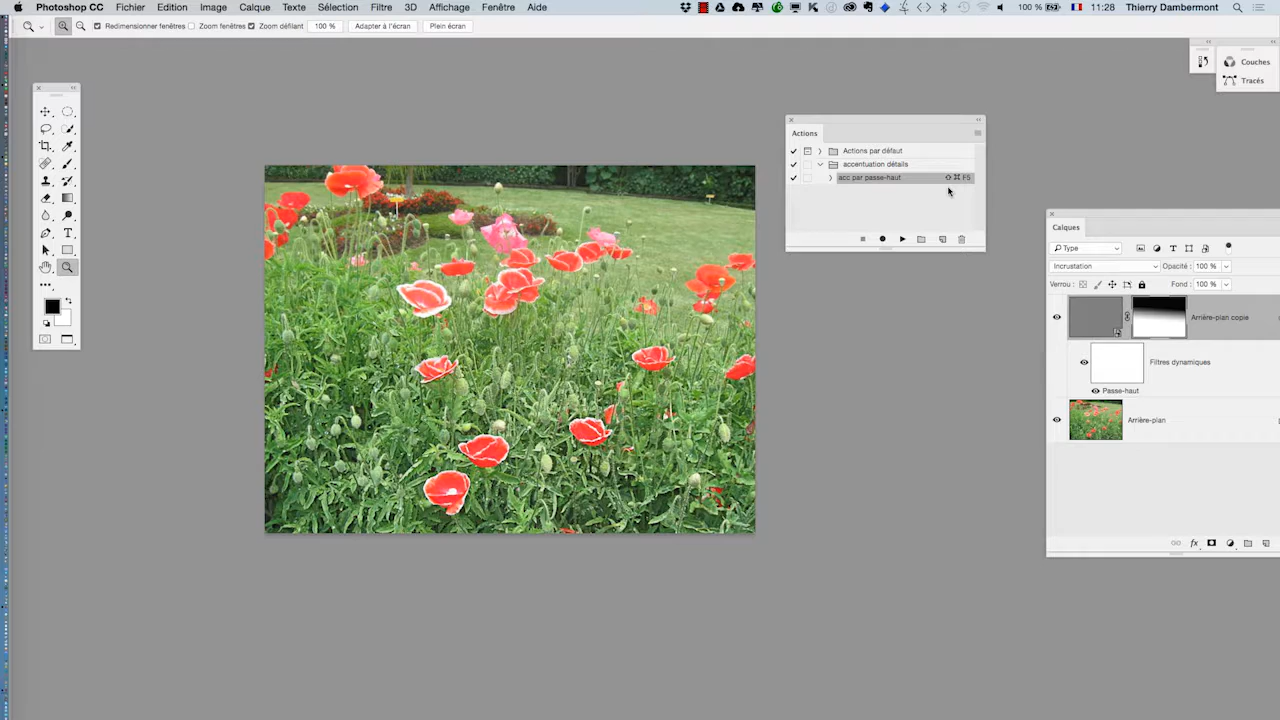 Photoshop CC Fichier Edition Image Calque Texte Sélection Filtre 3D Affichage Fenêtre Aide 100 % 11:28 Thierry Dambermont
Redimensionner fenêtres Zoom fenêtres Zoom défilant 100 % Adapter à l'écran Plein écran
Couches
Tracés
Actions
Actions par défaut
accentuation détails
acc par passe-haut ⇧⌘F5
Calques
Type
Incrustation Opacité : 100 %
Verrou : Fond : 100 %
Arrière-plan copie
Filtres dynamiques
Passe-haut
Arrière-plan
fx